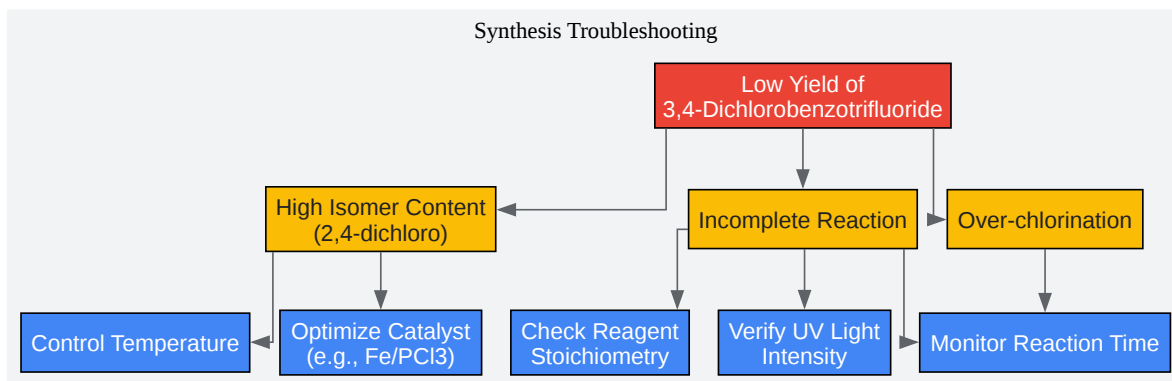 Synthesis Troubleshooting
Low Yield of
3,4-Dichlorobenzotrifluoride
High Isomer Content
(2,4-dichloro)
Incomplete Reaction
Over-chlorination
Control Temperature
Optimize Catalyst
(e.g., Fe/PCl3)
Check Reagent
Stoichiometry
Verify UV Light
Intensity
Monitor Reaction Time